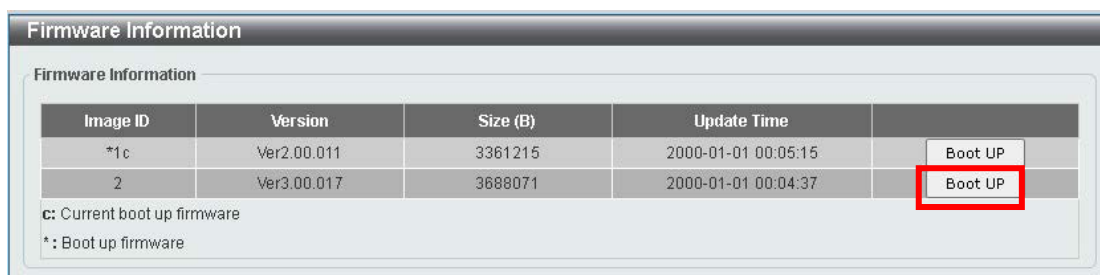 Firmware Information
Firmware Information
Image ID Version Size (B) Update Time
*1c Ver2.00.011 3361215 2000-01-01 00:05:15 Boot UP
2 Ver3.00.017 3688071 2000-01-01 00:04:37 Boot UP
c: Current boot up firmware
*: Boot up firmware